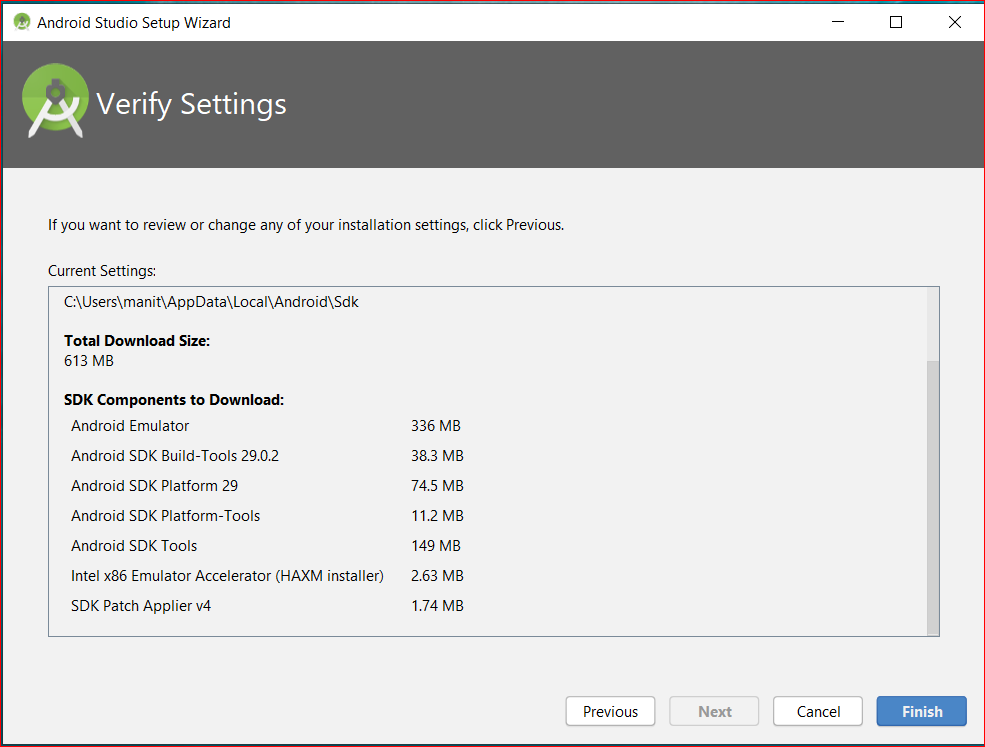 Android Studio Setup Wizard
Verify Settings
If you want to review or change any of your installation settings, click Previous.
Current Settings:
C:\Users\manit\AppData\Local\Android\Sdk
Total Download Size:
613 MB
SDK Components to Download:
Android Emulator 336 MB
Android SDK Build-Tools 29.0.2 38.3 MB
Android SDK Platform 29 74.5 MB
Android SDK Platform-Tools 11.2 MB
Android SDK Tools 149 MB
Intel x86 Emulator Accelerator (HAXM installer) 2.63 MB
SDK Patch Applier v4 1.74 MB
Previous Next Cancel Finish